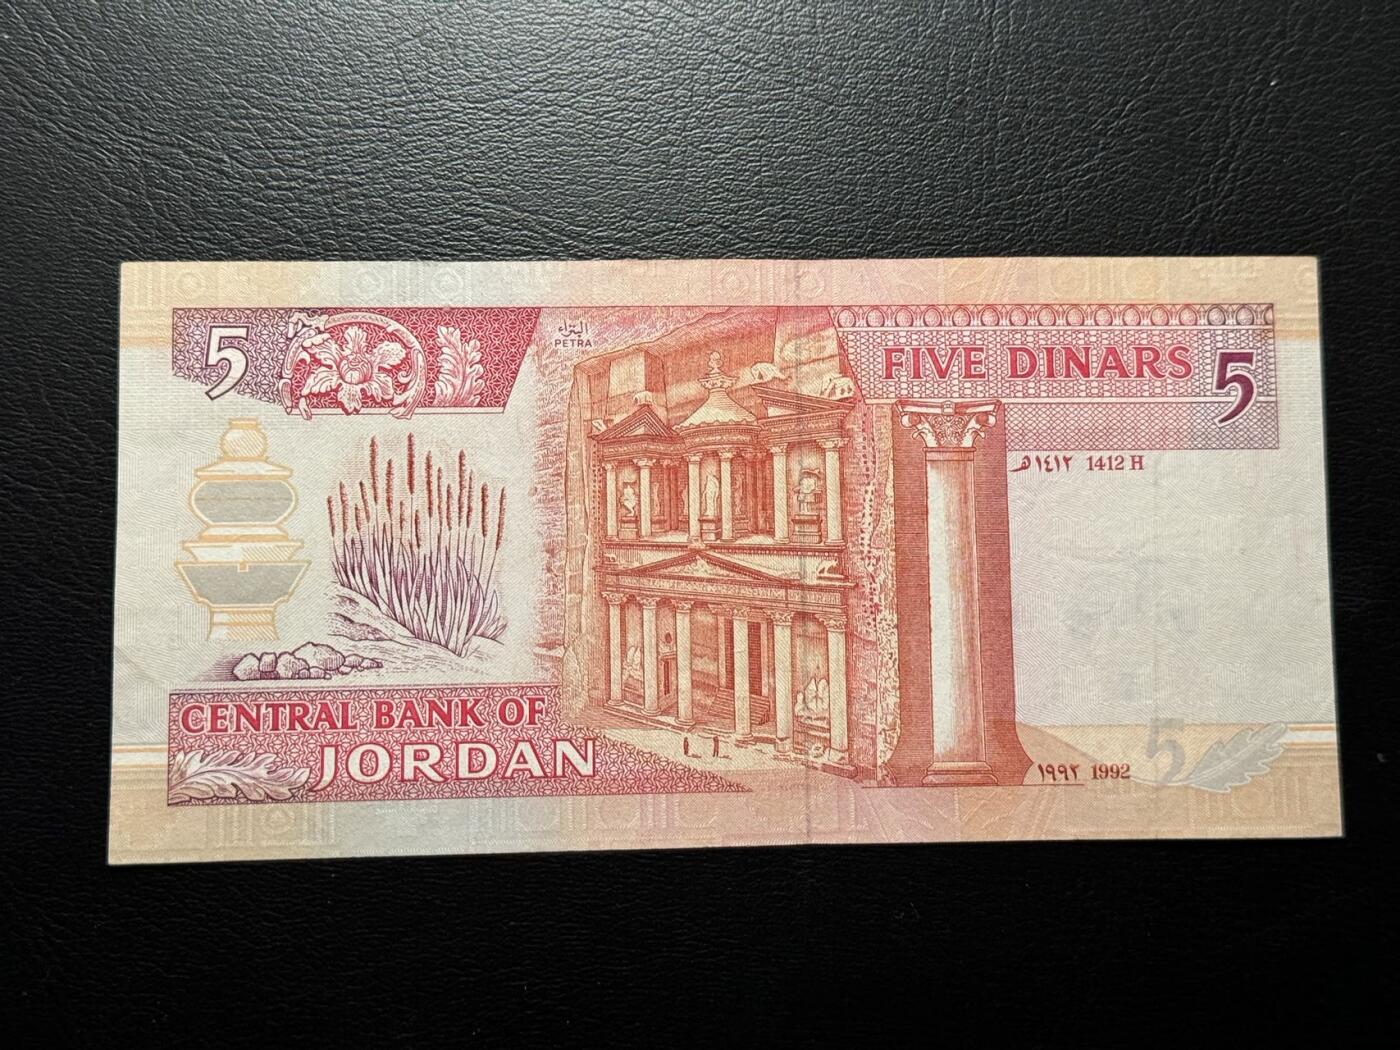 5
البتراء
PETRA
FIVE DINARS 5
١٤١٢هـ 1412 H
CENTRAL BANK OF
JORDAN
١٩٩٢ 1992
5